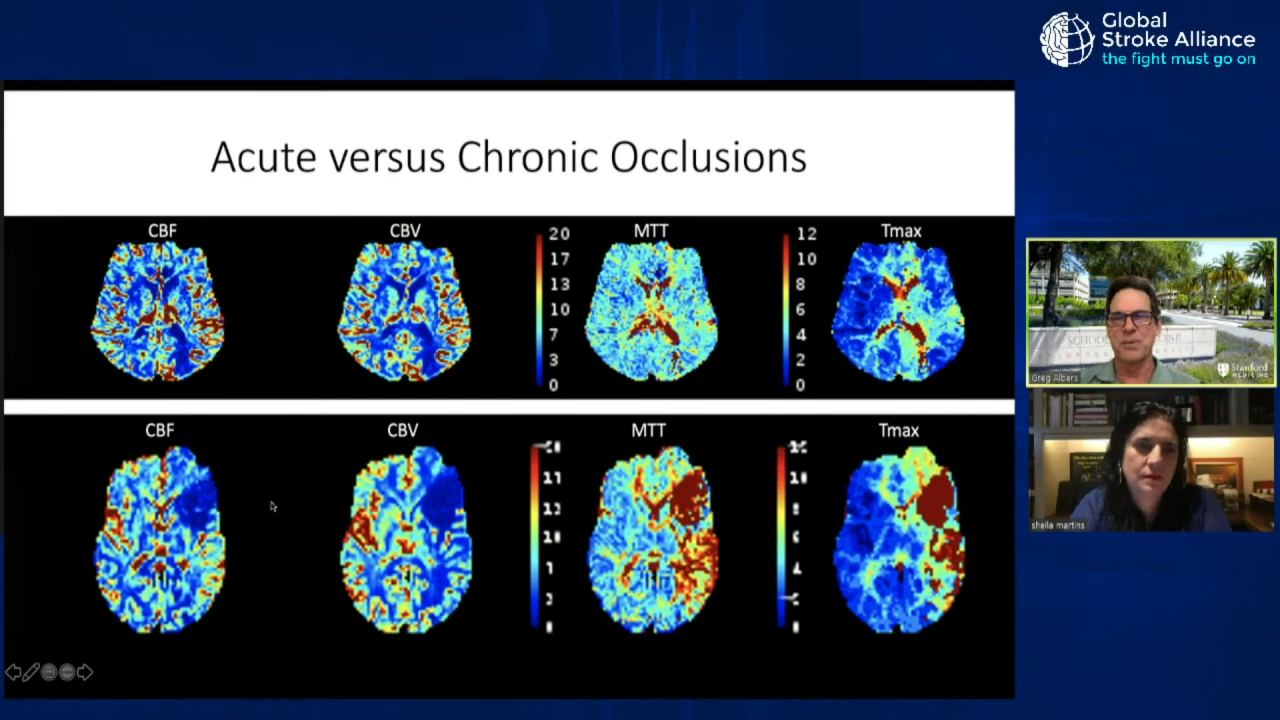 Global
Stroke Alliance
the fight must go on
Acute versus Chronic Occlusions
CBF
CBV
MTT
Tmax
20
17
13
10
7
3
0
12
10
8
6
4
2
0
CBF
CBV
MTT
Tmax
Greg Albers
Stanford
MEDICINE
sheila martins